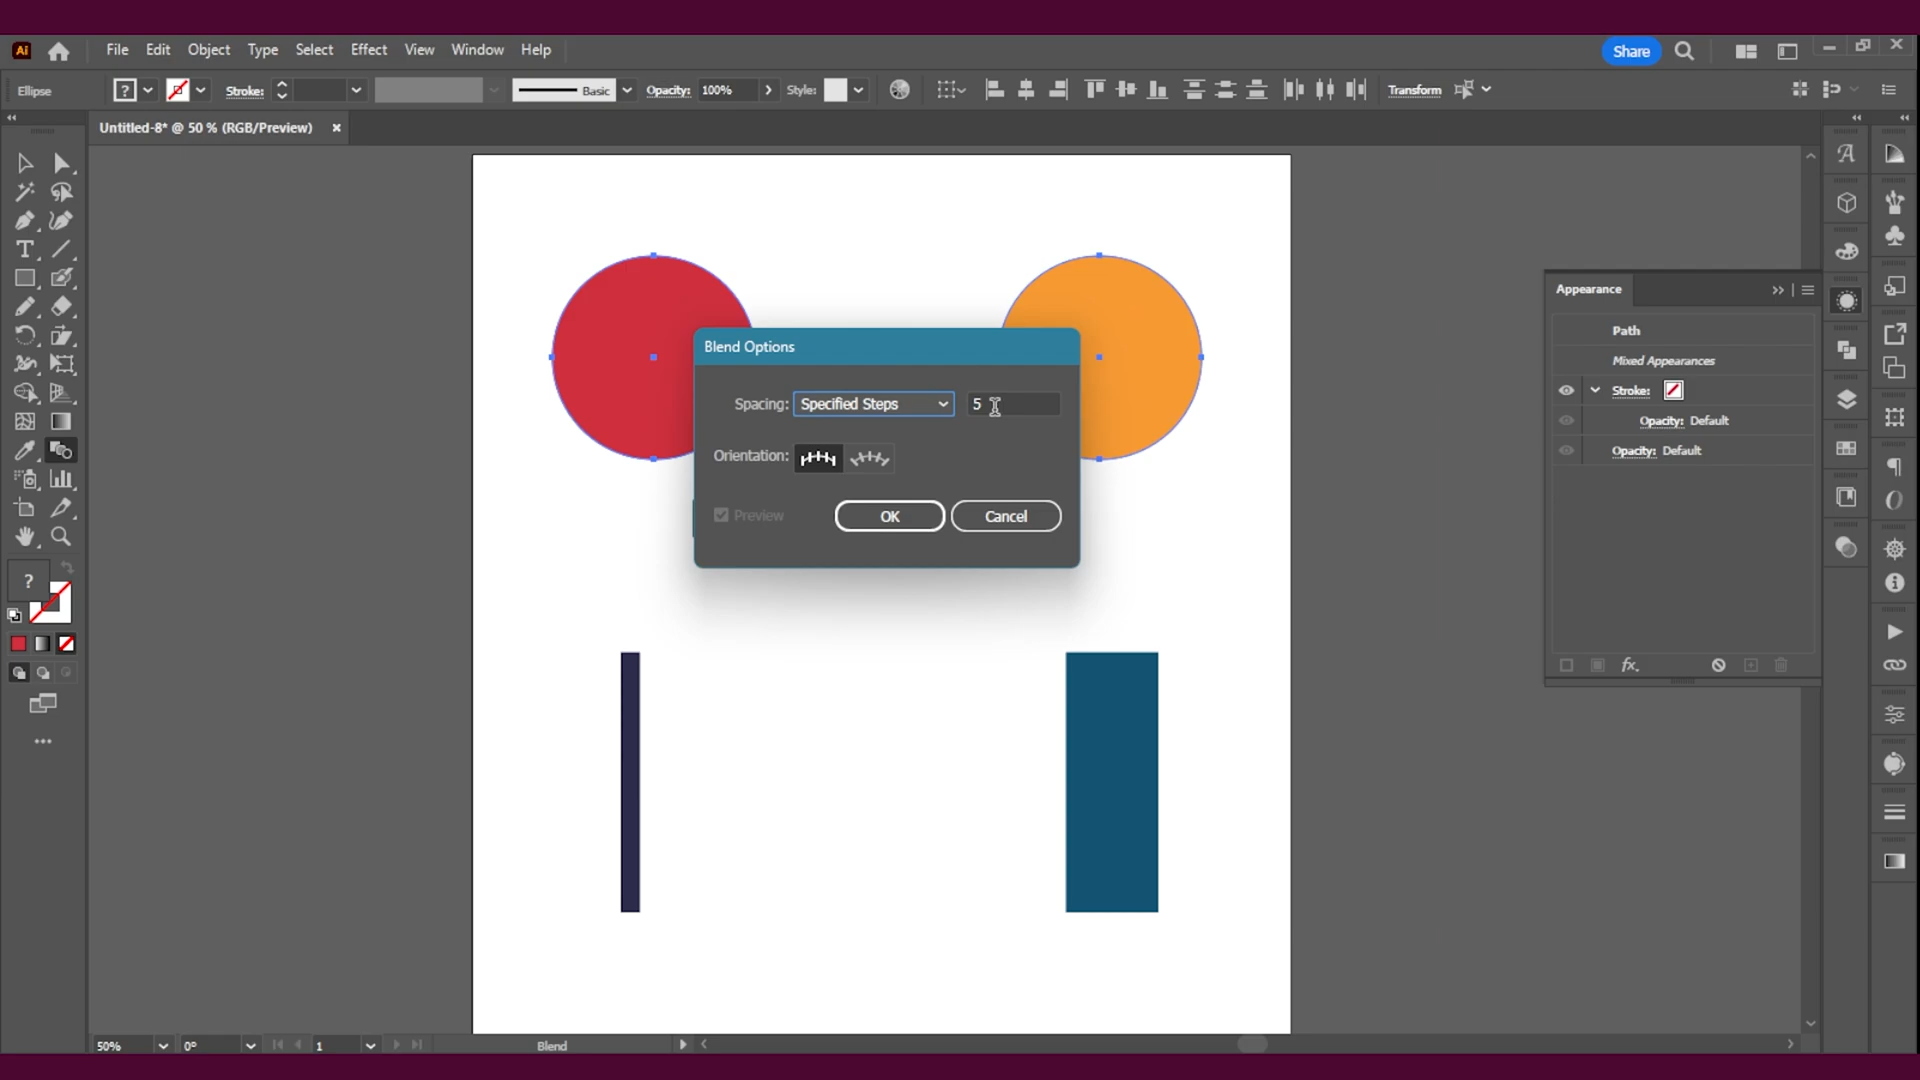 Ai File Edit Object Type Select Effect View Window Help Share
Ellipse ? Stroke: Basic Opacity: 100% Style: Transform
Untitled-8* @ 50 % (RGB/Preview) ×
Appearance
Path
Mixed Appearances
Stroke:
Opacity: Default
Opacity: Default
fx.
Blend Options
Spacing: Specified Steps 5
Orientation:
Preview OK Cancel
?
50% 0° 1 Blend